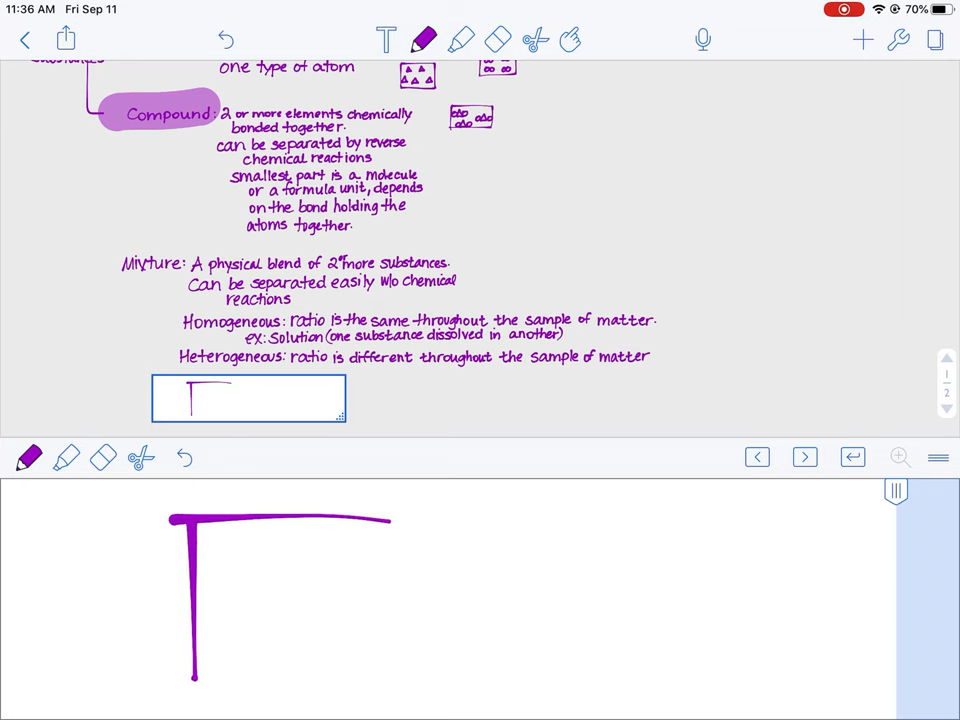 11:36 AM Fri Sep 11 70%
T
one type of atom
Compound: 2 or more elements chemically
bonded together.
can be separated by reverse
chemical reactions
smallest part is a molecule
or a formula unit, depends
on the bond holding the
atoms together.
Mixture: A physical blend of 2 or more substances.
Can be separated easily w/o chemical
reactions
Homogeneous: ratio is the same throughout the sample of matter.
ex: solution (one substance dissolved in another)
Heterogeneous: ratio is different throughout the sample of matter
1
2